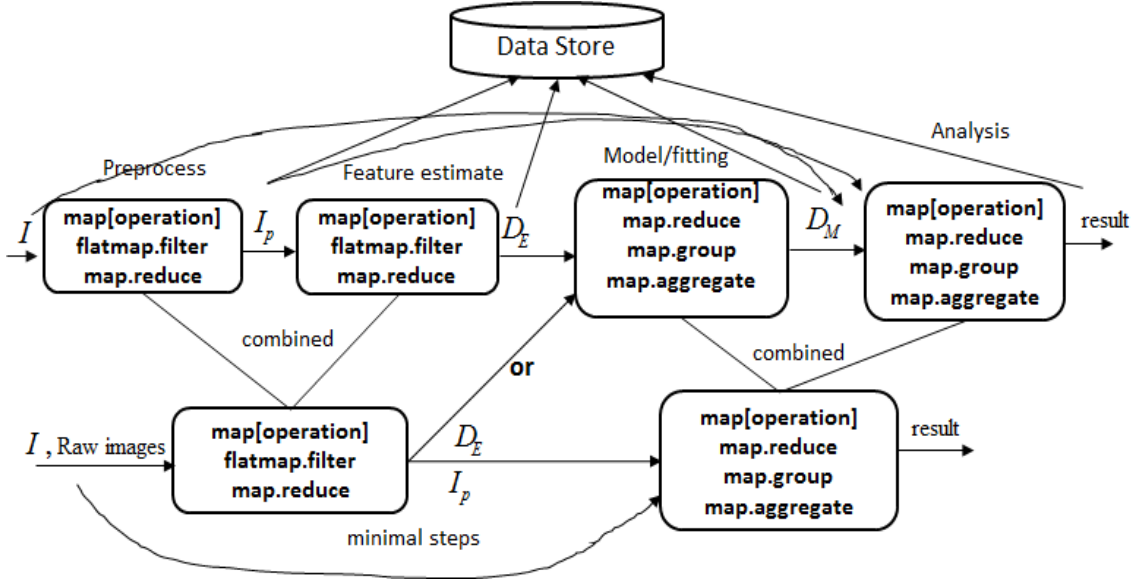 Data Store
Analysis
Preprocess
Feature estimate
Model/fitting
I
map[operation]
flatmap.filter
map.reduce
I_p
map[operation]
flatmap.filter
map.reduce
D_E
map[operation]
map.reduce
map.group
map.aggregate
D_M
map[operation]
map.reduce
map.group
map.aggregate
result
combined
combined
or
I , Raw images
map[operation]
flatmap.filter
map.reduce
D_E
I_p
map[operation]
map.reduce
map.group
map.aggregate
result
minimal steps